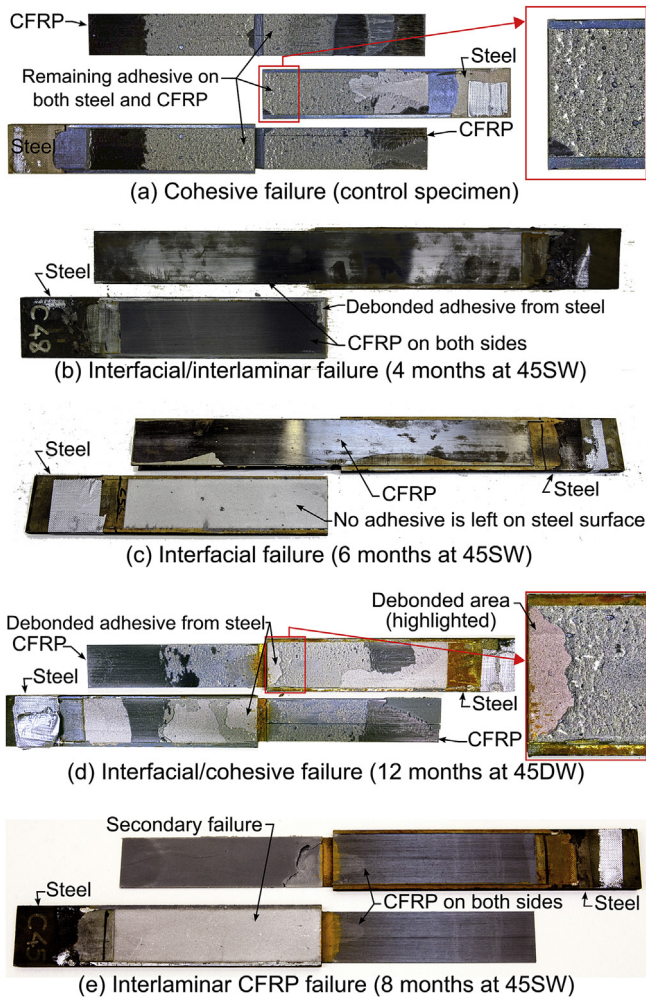 CFRP
Steel
Remaining adhesive on
both steel and CFRP
CFRP
Steel
(a) Cohesive failure (control specimen)
Steel
Debonded adhesive from steel
C48
CFRP on both sides
(b) Interfacial/interlaminar failure (4 months at 45SW)
Steel
CFRP
Steel
No adhesive is left on steel surface
(c) Interfacial failure (6 months at 45SW)
Debonded adhesive from steel
Debonded area
(highlighted)
CFRP
Steel
Steel
CFRP
(d) Interfacial/cohesive failure (12 months at 45DW)
Secondary failure
Steel
CFRP on both sides
Steel
C45
(e) Interlaminar CFRP failure (8 months at 45SW)